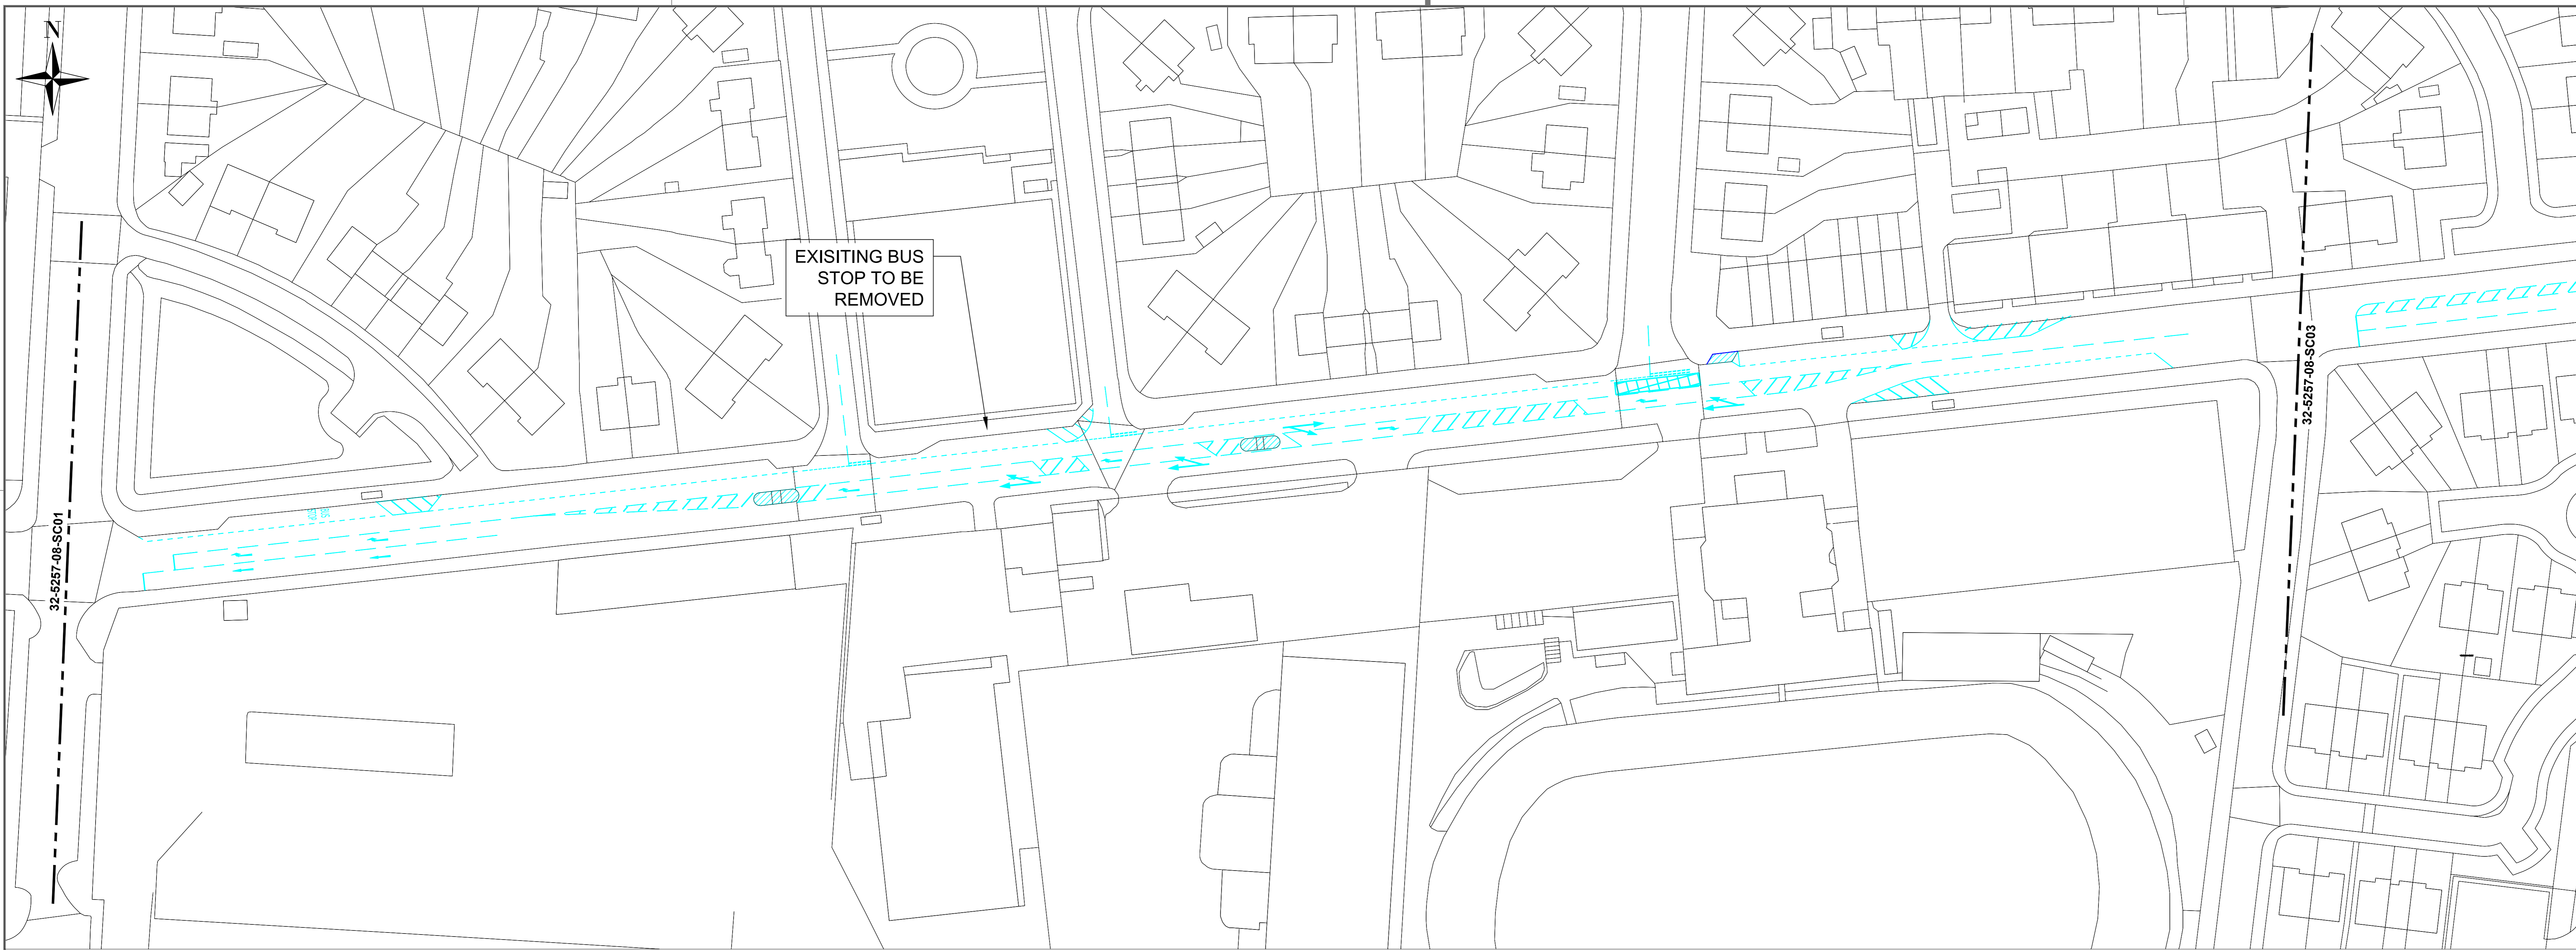 N
EXISITING BUS
STOP TO BE
REMOVED
32-5257-08-SC01
32-5257-08-SC03